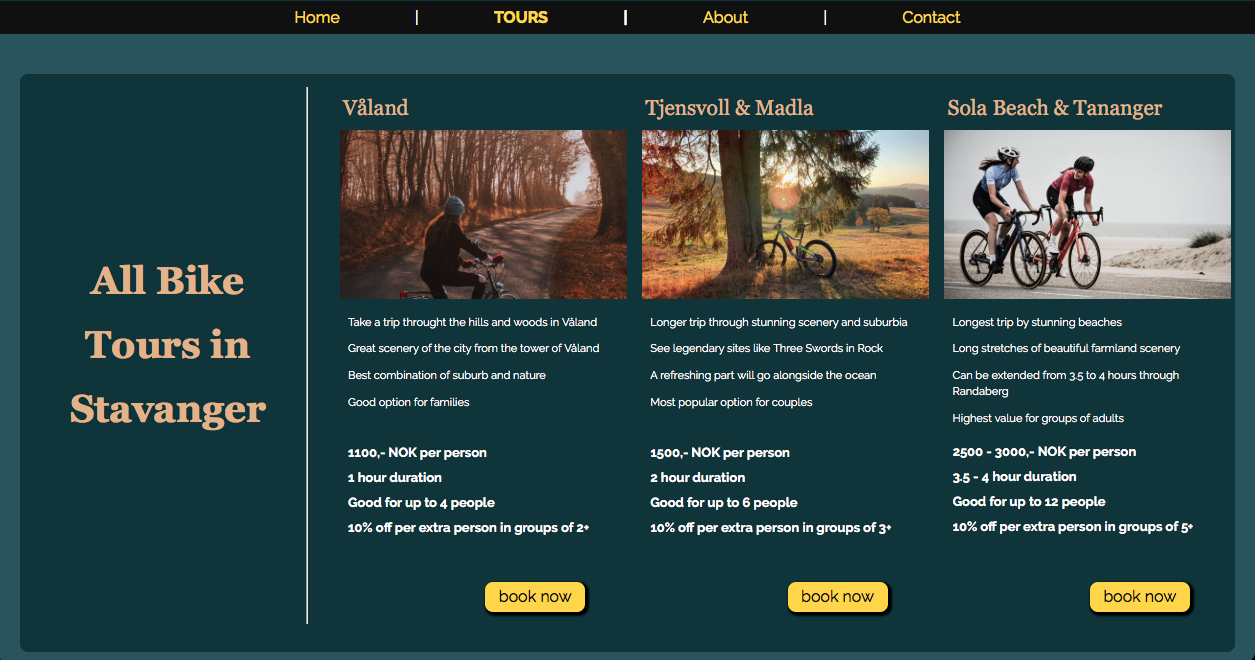 Home | TOURS | About | Contact
All Bike
Tours in
Stavanger
Våland
Take a trip throught the hills and woods in Våland
Great scenery of the city from the tower of Våland
Best combination of suburb and nature
Good option for families
1100,- NOK per person
1 hour duration
Good for up to 4 people
10% off per extra person in groups of 2+
book now
Tjensvoll & Madla
Longer trip through stunning scenery and suburbia
See legendary sites like Three Swords in Rock
A refreshing part will go alongside the ocean
Most popular option for couples
1500,- NOK per person
2 hour duration
Good for up to 6 people
10% off per extra person in groups of 3+
book now
Sola Beach & Tananger
Longest trip by stunning beaches
Long stretches of beautiful farmland scenery
Can be extended from 3.5 to 4 hours through
Randaberg
Highest value for groups of adults
2500 - 3000,- NOK per person
3.5 - 4 hour duration
Good for up to 12 people
10% off per extra person in groups of 5+
book now